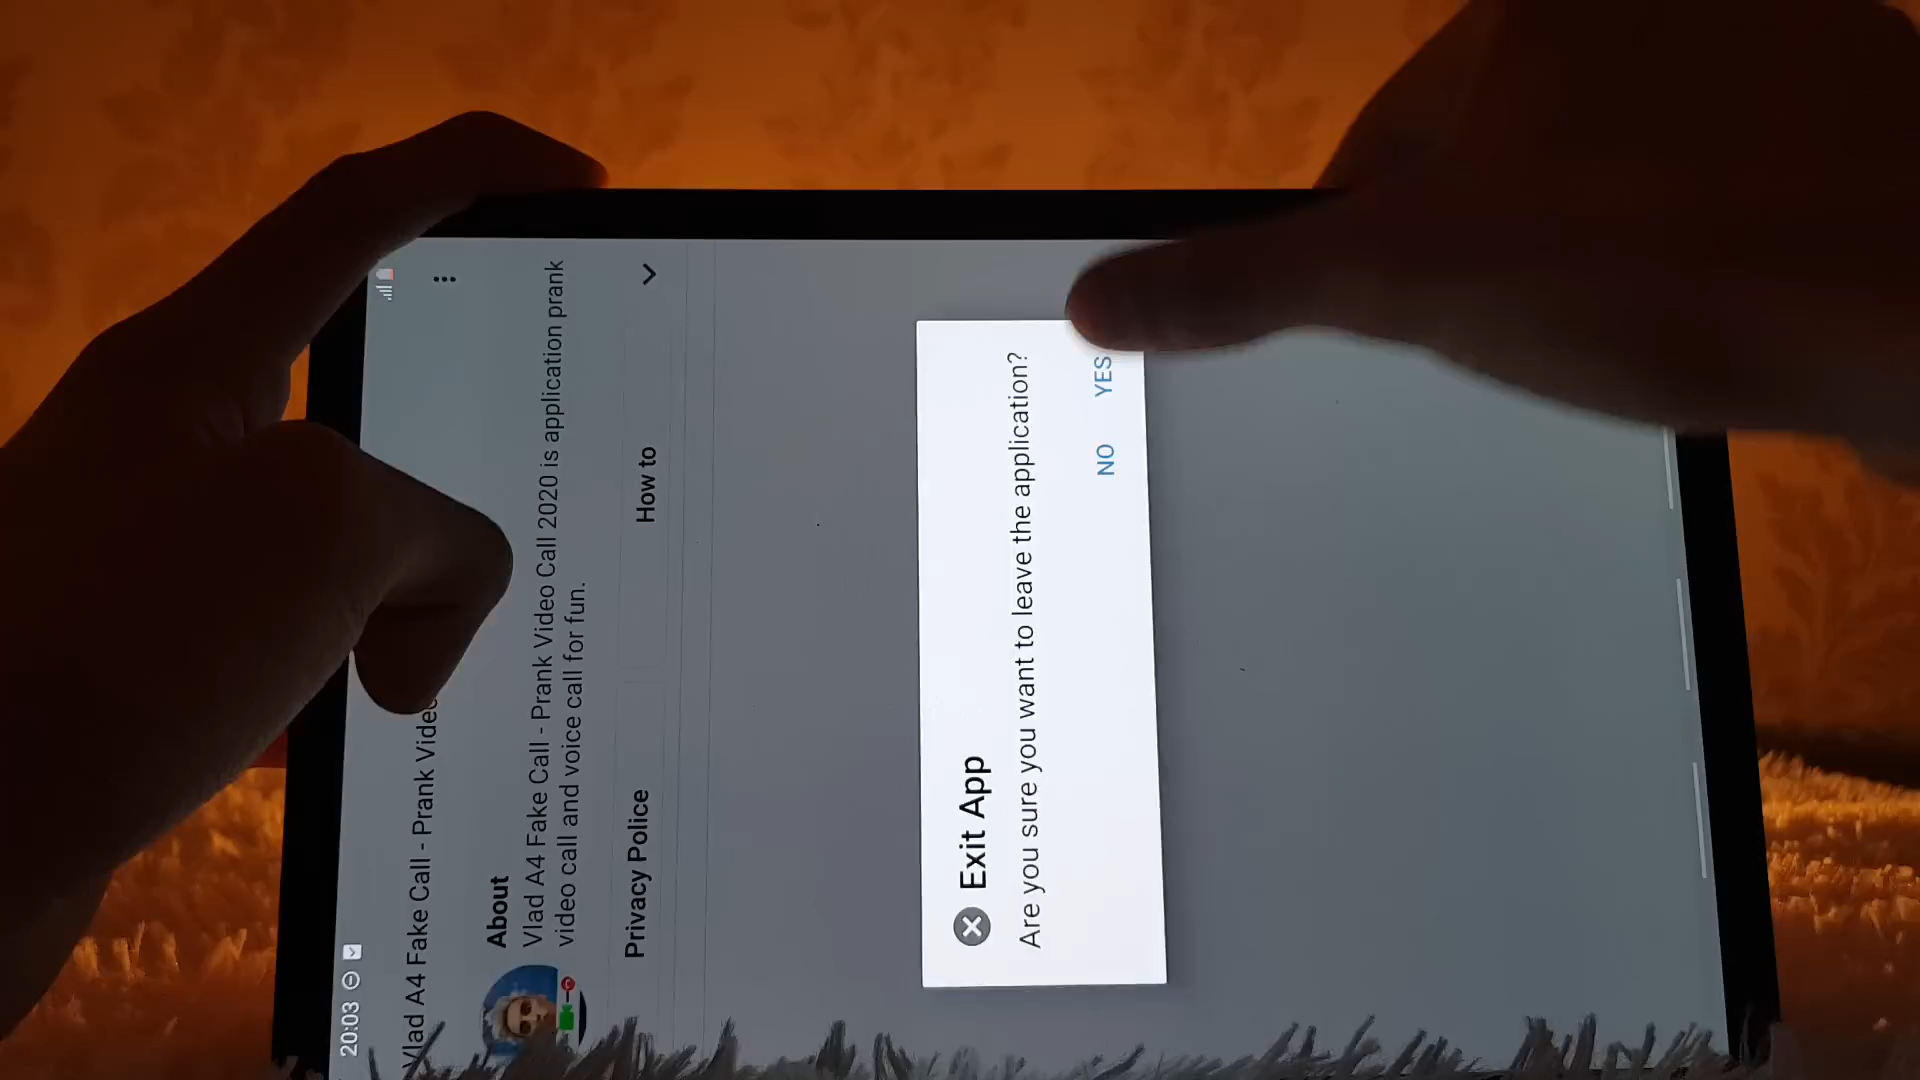 20:03
Vlad A4 Fake Call - Prank Video
About
Vlad A4 Fake Call - Prank Video Call 2020 is application prank
video call and voice call for fun.
Privacy Police
How to
Exit App
Are you sure you want to leave the application?
NO
YES